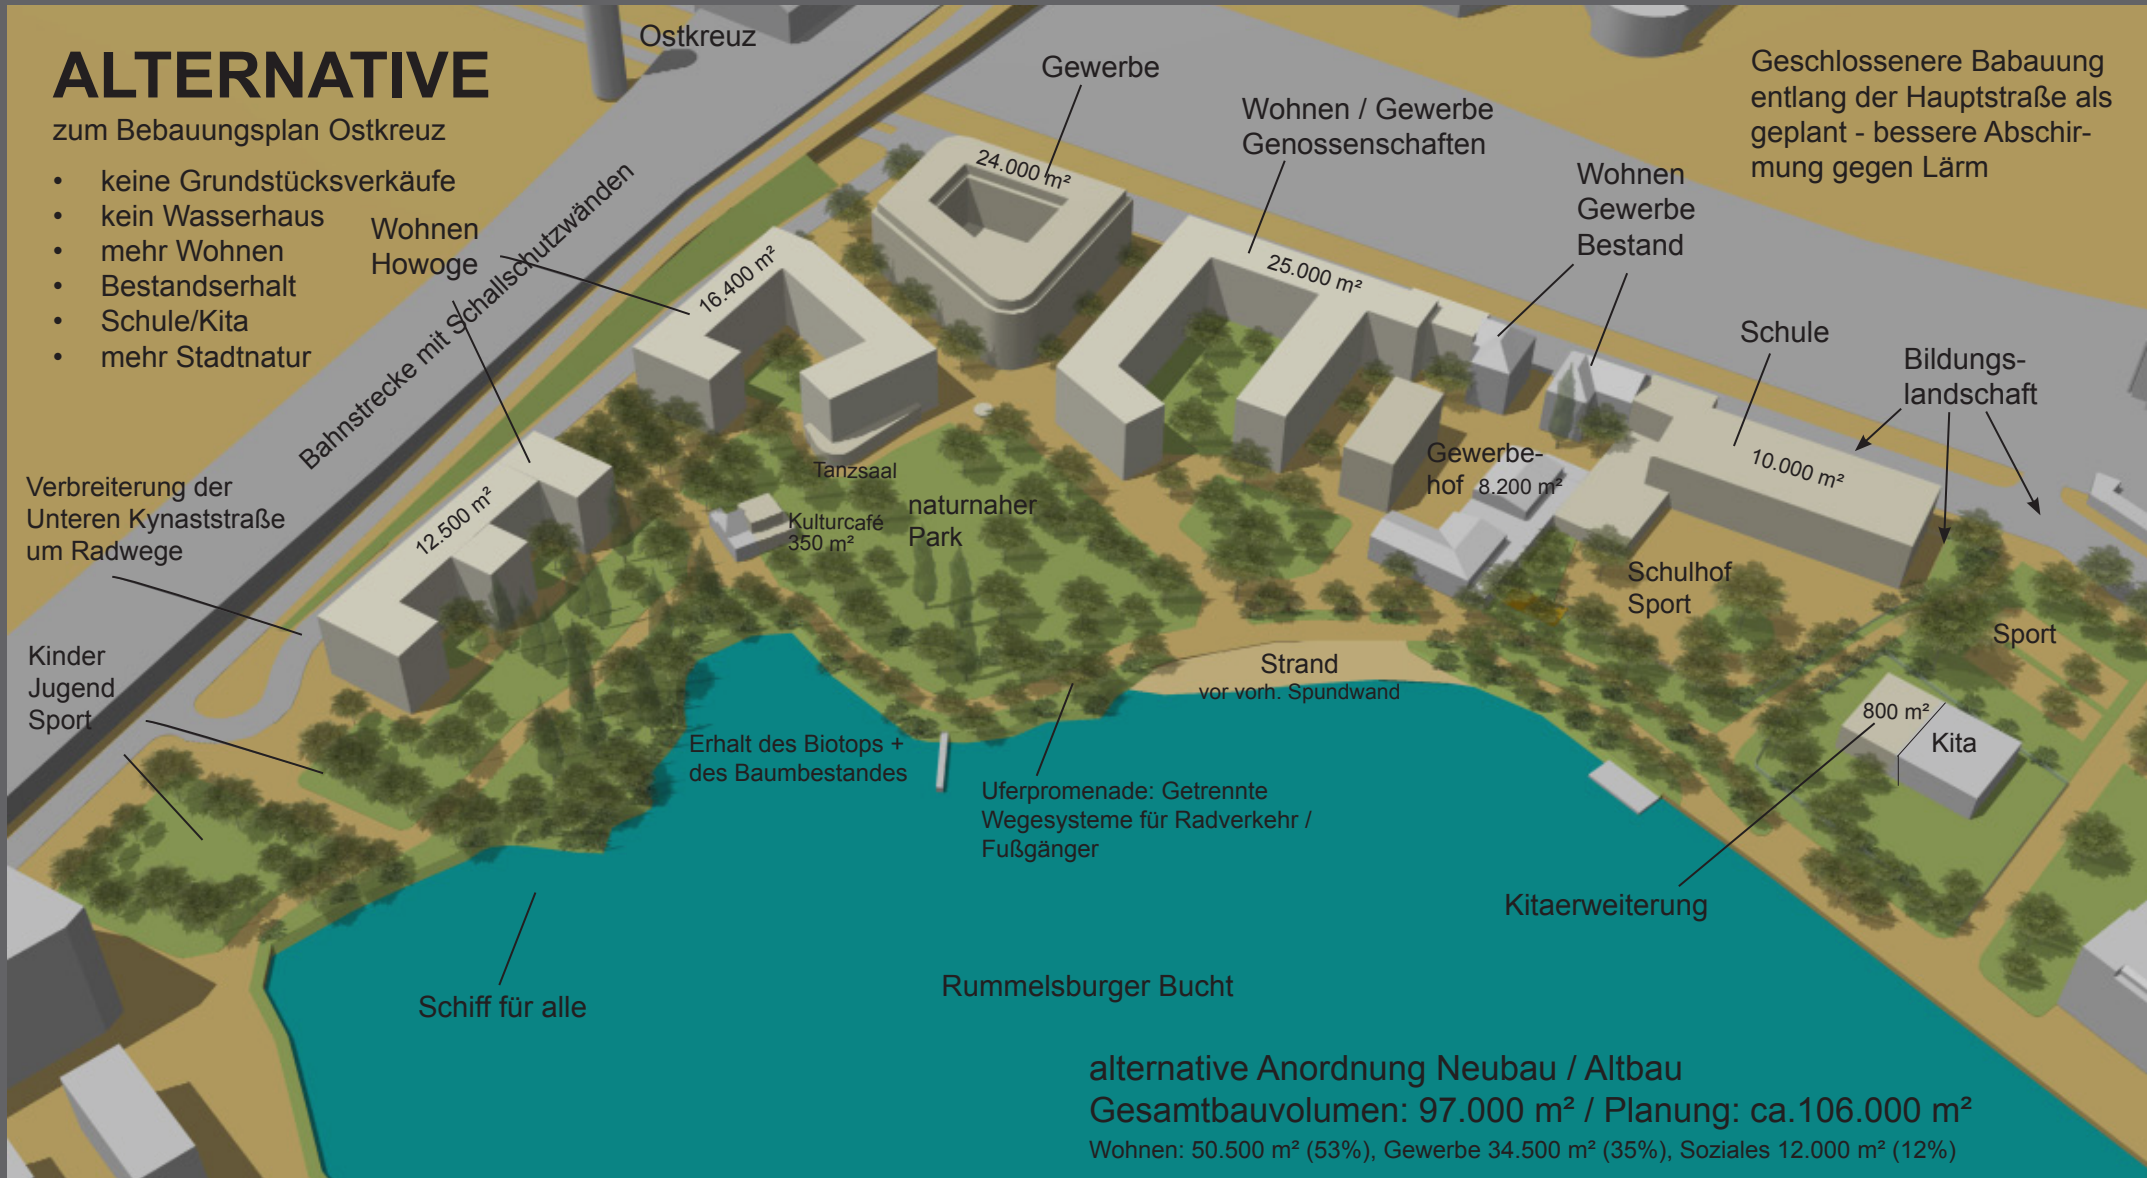 ALTERNATIVE
zum Bebauungsplan Ostkreuz
• keine Grundstücksverkäufe
• kein Wasserhaus
• mehr Wohnen
• Bestandserhalt
• Schule/Kita
• mehr Stadtnatur
Ostkreuz
Gewerbe
24.000 m²
Wohnen / Gewerbe
Genossenschaften
25.000 m²
Wohnen
Gewerbe
Bestand
Geschlossenere Babauung
entlang der Hauptstraße als
geplant - bessere Abschir-
mung gegen Lärm
Wohnen
Howoge
16.400 m²
12.500 m²
Bahnstrecke mit Schallschutzwänden
Schule
10.000 m²
Bildungs-
landschaft
Verbreiterung der
Unteren Kynaststraße
um Radwege
Tanzsaal
Kulturcafé
350 m²
naturnaher
Park
Gewerbe-
hof 8.200 m²
Schulhof
Sport
Sport
Kinder
Jugend
Sport
Strand
vor vorh. Spundwand
800 m²
Kita
Erhalt des Biotops +
des Baumbestandes
Uferpromenade: Getrennte
Wegesysteme für Radverkehr /
Fußgänger
Kitaerweiterung
Schiff für alle
Rummelsburger Bucht
alternative Anordnung Neubau / Altbau
Gesamtbauvolumen: 97.000 m² / Planung: ca.106.000 m²
Wohnen: 50.500 m² (53%), Gewerbe 34.500 m² (35%), Soziales 12.000 m² (12%)